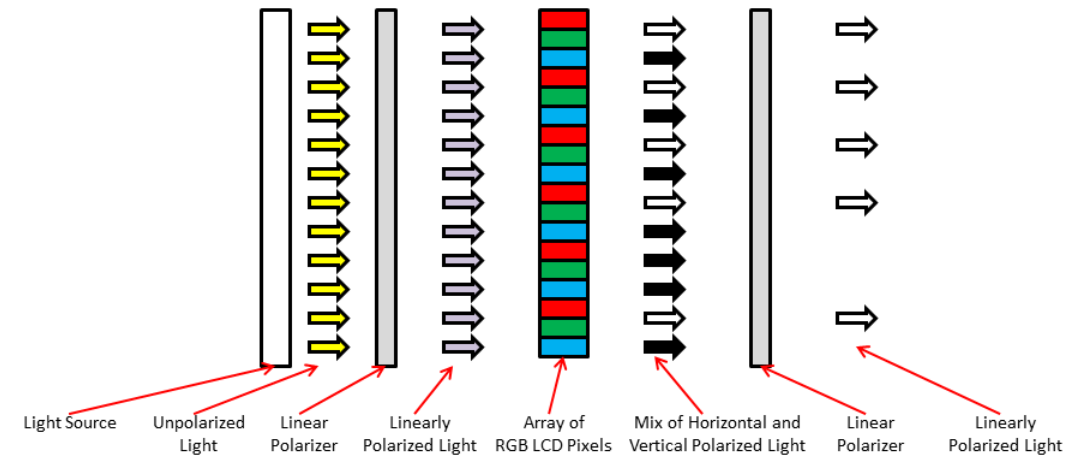 Light Source
Unpolarized
Light
Linear
Polarizer
Linearly
Polarized Light
Array of
RGB LCD Pixels
Mix of Horizontal and
Vertical Polarized Light
Linear
Polarizer
Linearly
Polarized Light